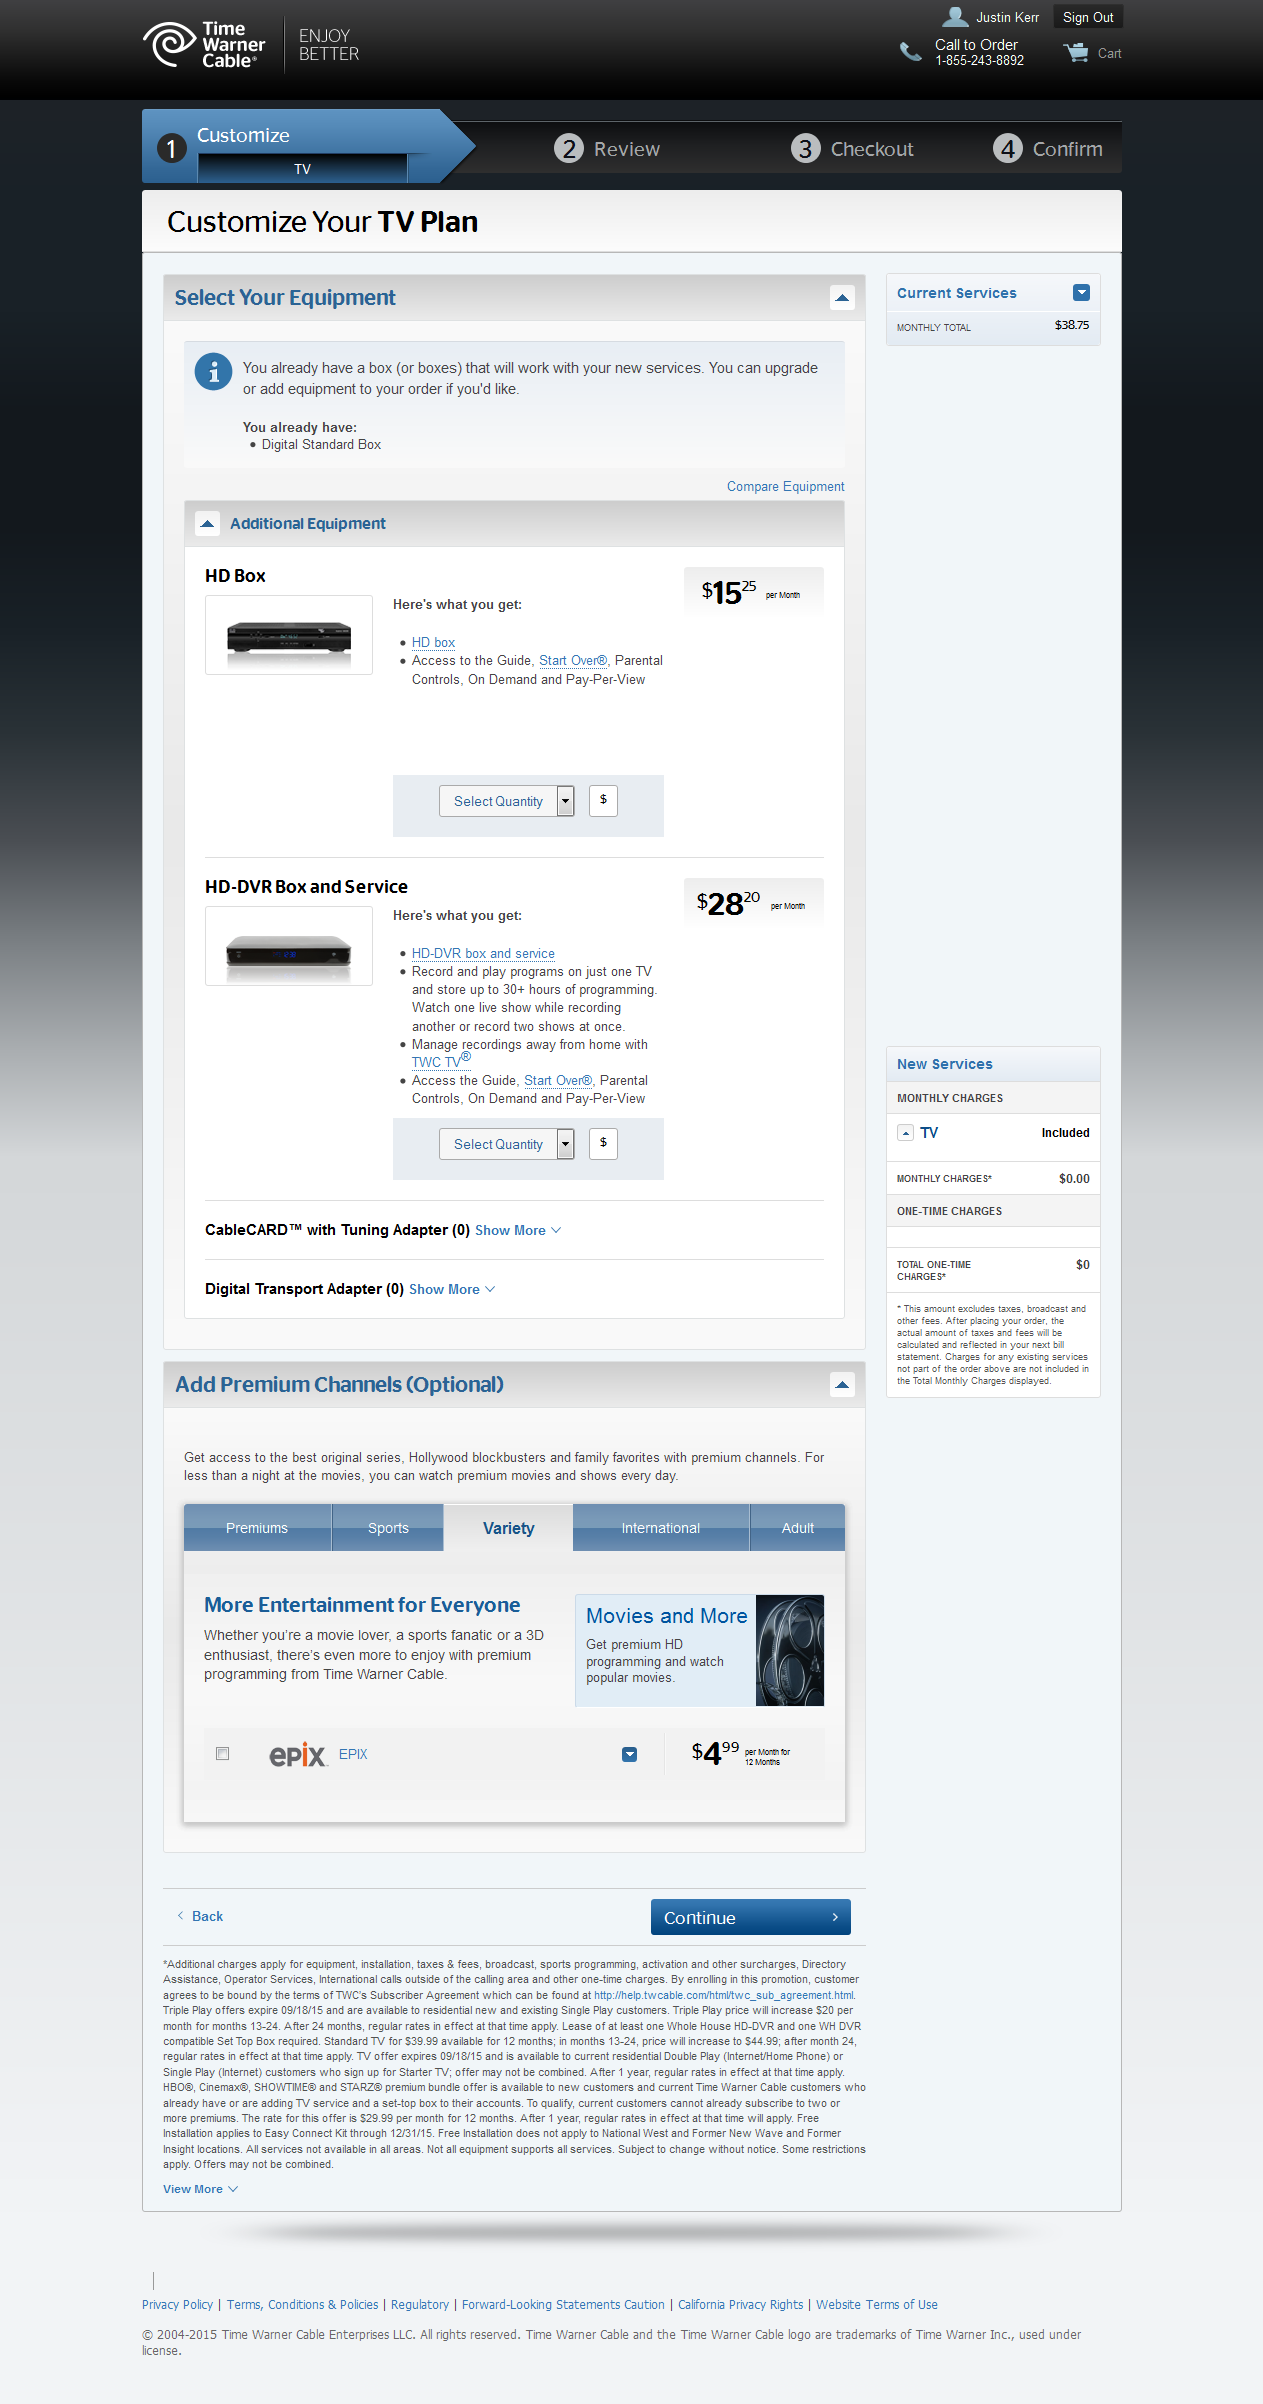 Time Warner Cable®
ENJOY BETTER
Justin Kerr
Sign Out
Call to Order
1-855-243-8892
Cart
1 Customize
TV
2 Review
3 Checkout
4 Confirm
Customize Your TV Plan
Select Your Equipment
You already have a box (or boxes) that will work with your new services. You can upgrade
or add equipment to your order if you'd like.
You already have:
• Digital Standard Box
Compare Equipment
Additional Equipment
HD Box
$15 25 per Month
Here's what you get:
• HD box
• Access to the Guide, Start Over®, Parental
Controls, On Demand and Pay-Per-View
Select Quantity
$
HD-DVR Box and Service
$28 20 per Month
Here's what you get:
• HD-DVR box and service
• Record and play programs on just one TV
and store up to 30+ hours of programming.
Watch one live show while recording
another or record two shows at once.
• Manage recordings away from home with
TWC TV®
• Access the Guide, Start Over®, Parental
Controls, On Demand and Pay-Per-View
Select Quantity
$
CableCARD™ with Tuning Adapter (0) Show More
Digital Transport Adapter (0) Show More
Current Services
MONTHLY TOTAL $38.75
New Services
MONTHLY CHARGES
TV Included
MONTHLY CHARGES* $0.00
ONE-TIME CHARGES
TOTAL ONE-TIME
CHARGES* $0
* This amount excludes taxes, broadcast and
other fees. After placing your order, the
actual amount of taxes and fees will be
calculated and reflected in your next bill
statement. Charges for any existing services
not part of the order above are not included in
the Total Monthly Charges displayed.
Add Premium Channels (Optional)
Get access to the best original series, Hollywood blockbusters and family favorites with premium channels. For
less than a night at the movies, you can watch premium movies and shows every day.
Premiums
Sports
Variety
International
Adult
More Entertainment for Everyone
Whether you're a movie lover, a sports fanatic or a 3D
enthusiast, there's even more to enjoy with premium
programming from Time Warner Cable.
Movies and More
Get premium HD
programming and watch
popular movies.
epix EPIX
$4 99 per Month for
12 Months
Back
Continue
*Additional charges apply for equipment, installation, taxes & fees, broadcast, sports programming, activation and other surcharges, Directory
Assistance, Operator Services, International calls outside of the calling area and other one-time charges. By enrolling in this promotion, customer
agrees to be bound by the terms of TWC's Subscriber Agreement which can be found at http://help.twcable.com/html/twc_sub_agreement.html.
Triple Play offers expire 09/18/15 and are available to residential new and existing Single Play customers. Triple Play price will increase $20 per
month for months 13-24. After 24 months, regular rates in effect at that time apply. Lease of at least one Whole House HD-DVR and one WH DVR
compatible Set Top Box required. Standard TV for $39.99 available for 12 months; in months 13-24, price will increase to $44.99; after month 24,
regular rates in effect at that time apply. TV offer expires 09/18/15 and is available to current residential Double Play (Internet/Home Phone) or
Single Play (Internet) customers who sign up for Starter TV; offer may not be combined. After 1 year, regular rates in effect at that time apply.
HBO®, Cinemax®, SHOWTIME® and STARZ® premium bundle offer is available to new customers and current Time Warner Cable customers who
already have or are adding TV service and a set-top box to their accounts. To qualify, current customers cannot already subscribe to two or
more premiums. The rate for this offer is $29.99 per month for 12 months. After 1 year, regular rates in effect at that time will apply. Free
Installation applies to Easy Connect Kit through 12/31/15. Free Installation does not apply to National West and Former New Wave and Former
Insight locations. All services not available in all areas. Not all equipment supports all services. Subject to change without notice. Some restrictions
apply. Offers may not be combined.
View More
|
Privacy Policy | Terms, Conditions & Policies | Regulatory | Forward-Looking Statements Caution | California Privacy Rights | Website Terms of Use
© 2004-2015 Time Warner Cable Enterprises LLC. All rights reserved. Time Warner Cable and the Time Warner Cable logo are trademarks of Time Warner Inc., used under
license.